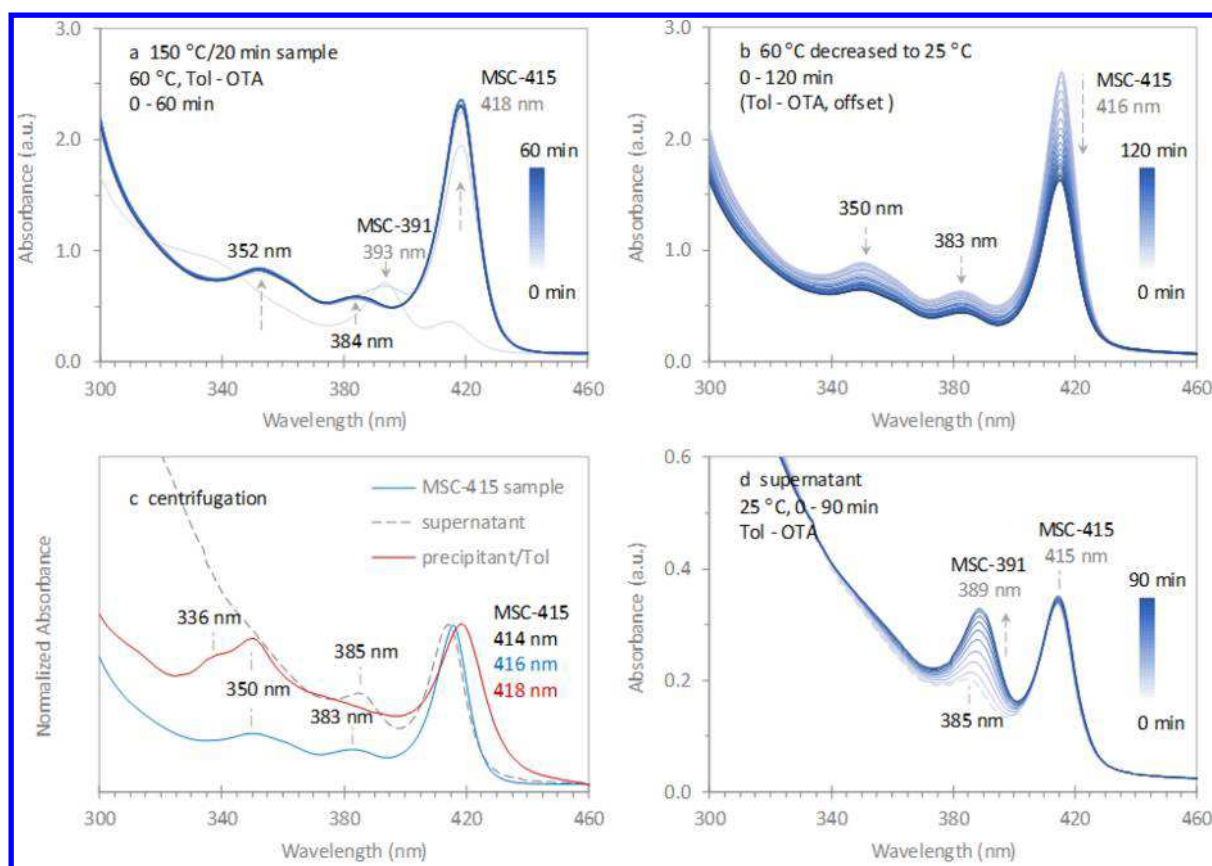 a 150 °C/20 min sample
60 °C, Tol - OTA
0 - 60 min
MSC-415
418 nm
60 min
0 min
MSC-391
393 nm
352 nm
384 nm
3.0
2.0
1.0
0.0
300 340 380 420 460
Absorbance (a.u.)
Wavelength (nm)
b 60 °C decreased to 25 °C
0 - 120 min
(Tol - OTA, offset )
MSC-415
416 nm
120 min
0 min
350 nm
383 nm
3.0
2.0
1.0
0.0
300 340 380 420 460
Absorbance (a.u.)
Wavelength (nm)
c centrifugation
MSC-415 sample
supernatant
precipitant/Tol
336 nm
350 nm
385 nm
383 nm
MSC-415
414 nm
416 nm
418 nm
300 340 380 420 460
Normalized Absorbance
Wavelength (nm)
d supernatant
25 °C, 0 - 90 min
Tol - OTA
MSC-415
415 nm
MSC-391
389 nm
385 nm
90 min
0 min
0.6
0.4
0.2
0.0
300 340 380 420 460
Absorbance (a.u.)
Wavelength (nm)